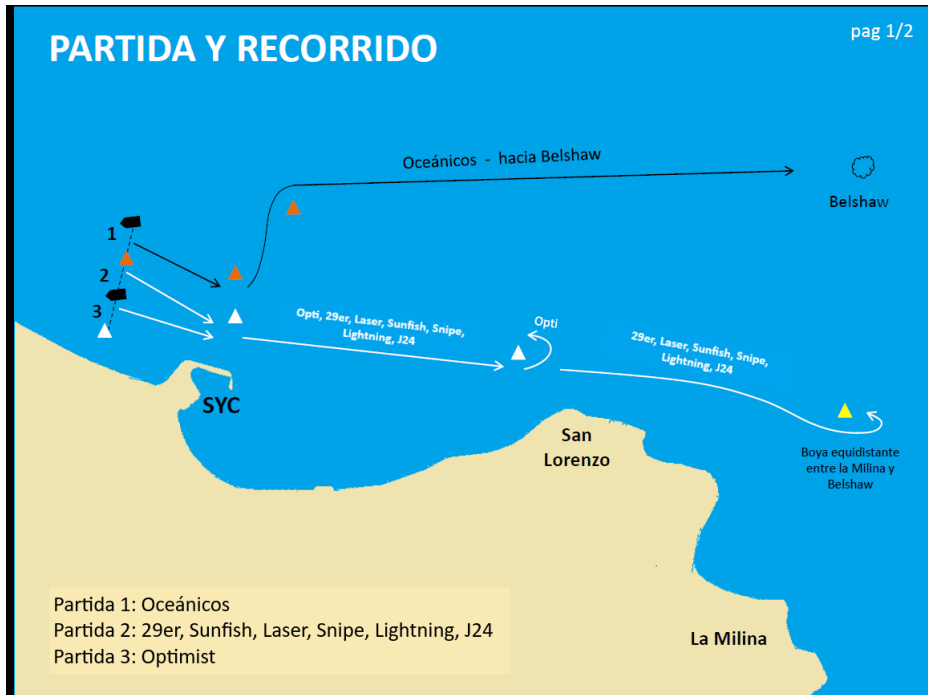 PARTIDA Y RECORRIDO
pag 1/2
Oceánicos - hacia Belshaw
Belshaw
1
2
3
Opti, 29er, Laser, Sunfish, Snipe,
Lightning, J24
Opti
29er, Laser, Sunfish, Snipe,
Lightning, J24
SYC
San
Lorenzo
Boya equidistante
entre la Milina y
Belshaw
La Milina
Partida 1: Oceánicos
Partida 2: 29er, Sunfish, Laser, Snipe, Lightning, J24
Partida 3: Optimist